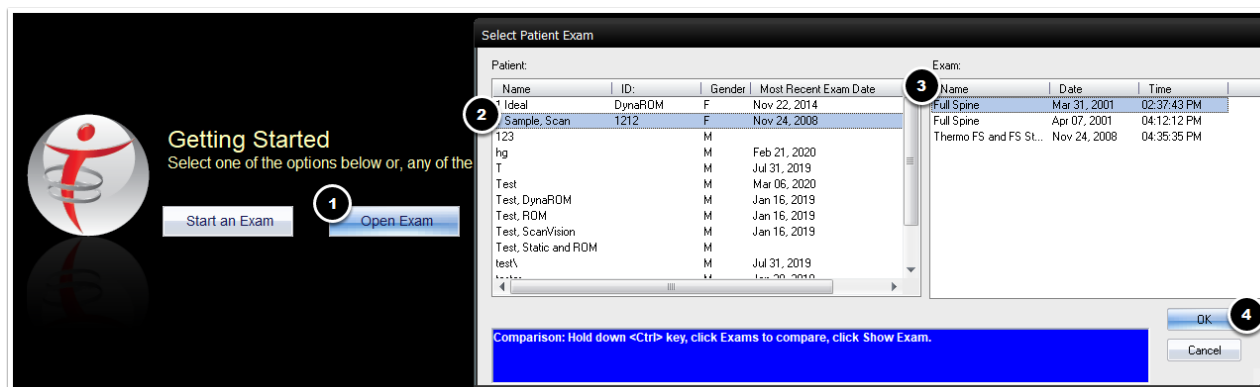 Select Patient Exam
Getting Started
Select one of the options below or, any of the
1
Start an Exam
Open Exam
Patient:
Name ID: Gender Most Recent Exam Date
Ideal DynaROM F Nov 22, 2014
2
Sample, Scan 1212 F Nov 24, 2008
123 M
hg M Feb 21, 2020
T M Jul 31, 2019
Test M Mar 06, 2020
Test, DynaROM M Jan 16, 2019
Test, ROM M Jan 16, 2019
Test, ScanVision M Jan 16, 2019
Test, Static and ROM M
test\ M Jul 31, 2019
Exam:
3
Name Date Time
Full Spine Mar 31, 2001 02:37:43 PM
Full Spine Apr 07, 2001 04:12:12 PM
Thermo FS and FS St... Nov 24, 2008 04:35:35 PM
Comparison: Hold down <Ctrl> key, click Exams to compare, click Show Exam.
OK
4
Cancel